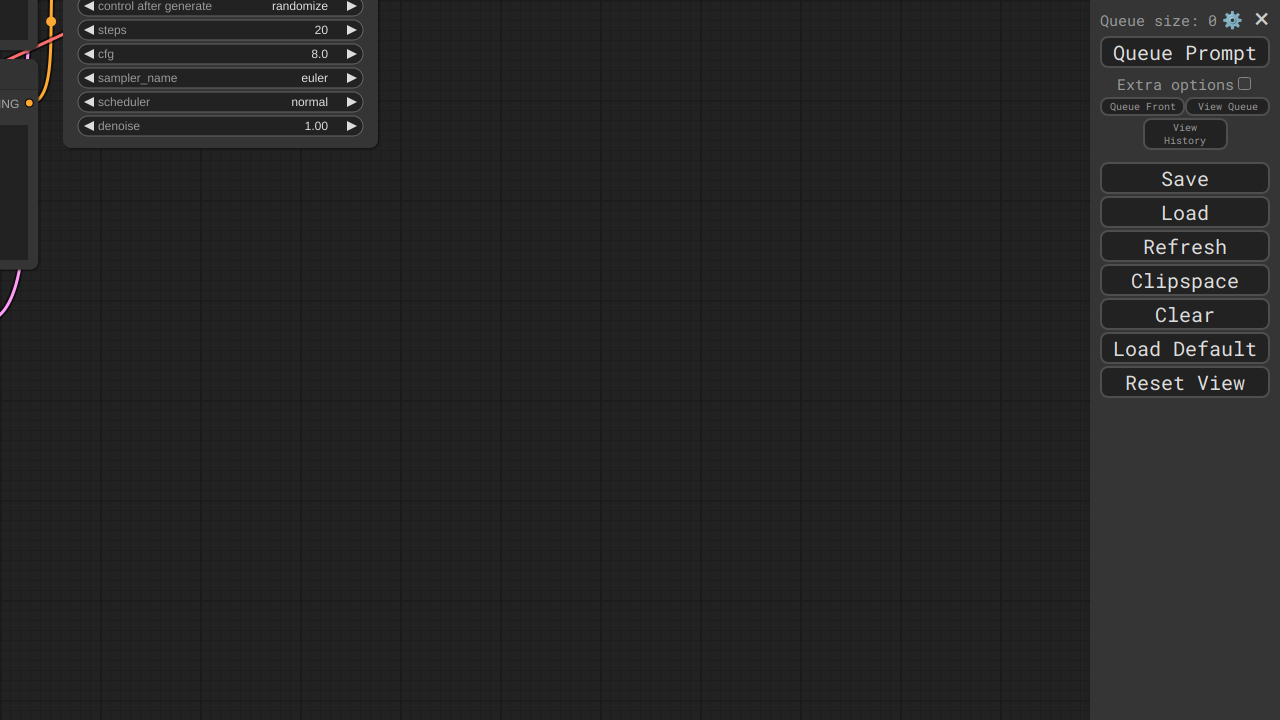 control after generate randomize
steps 20
cfg 8.0
sampler_name euler
scheduler normal
denoise 1.00
ING
Queue size: 0
Queue Prompt
Extra options
Queue Front View Queue
View
History
Save
Load
Refresh
Clipspace
Clear
Load Default
Reset View